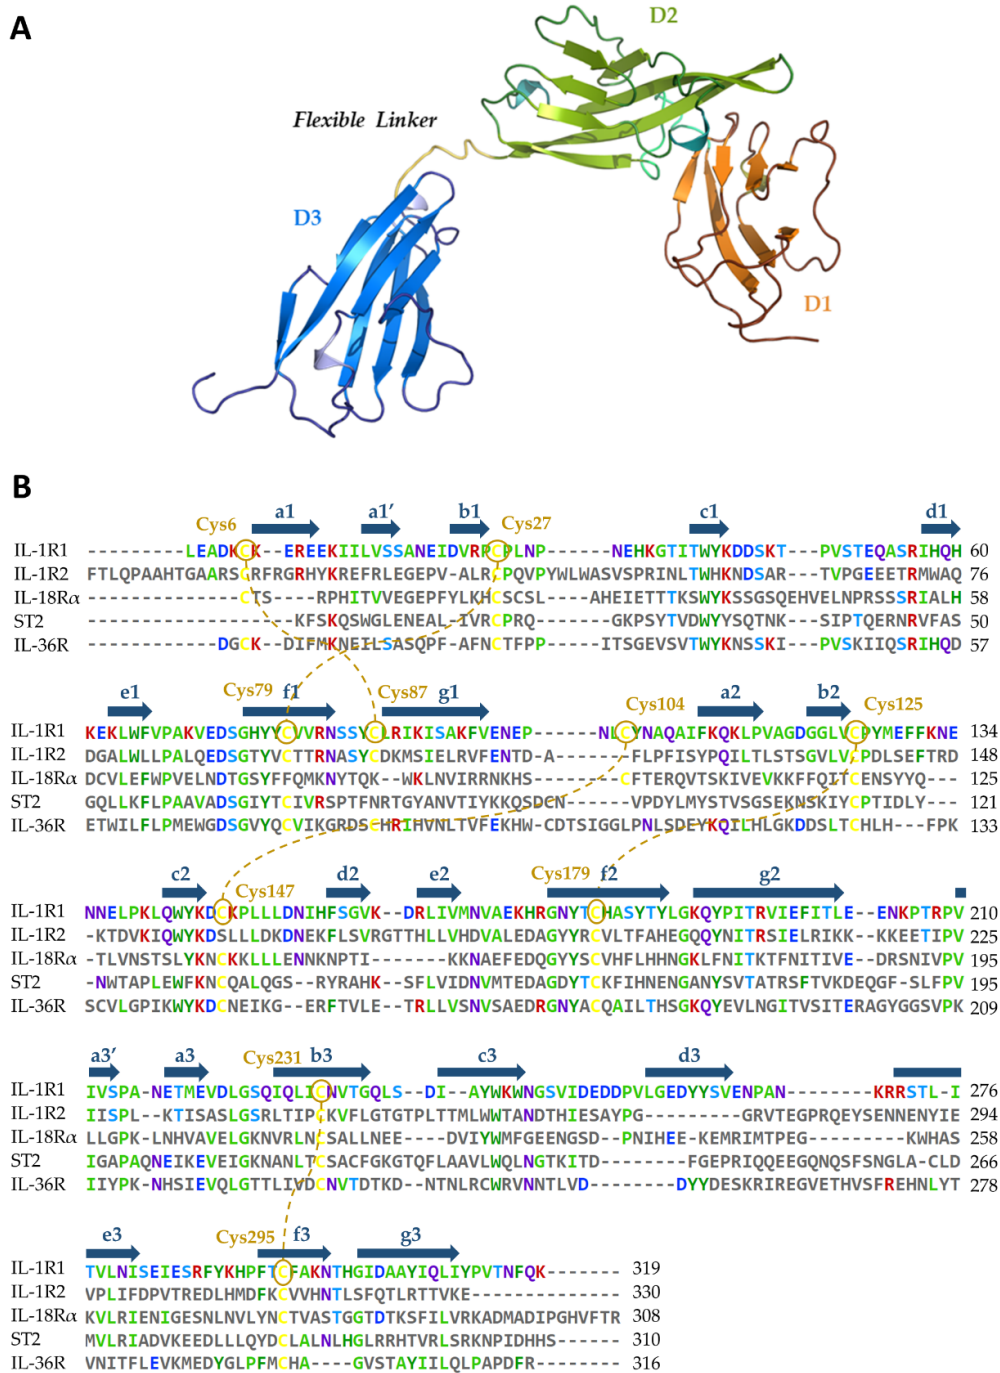 A
D2
Flexible Linker
D3
D1
B
Cys6 a1 a1′ b1 Cys27 c1 d1
IL-1R1 ---------LEADKCK--EREEKIILVSSANEIDVRPCPLNP------NEHKGTITWYKDDSKT---PVSTEQASRIHQH 60
IL-1R2 FTLQPAAHTGAARSCRFRGRHYKREFRLEGEPV-ALRCPQVPYWLWASVSPRINLTWHKNDSAR---TVPGEEETRMWAQ 76
IL-18Rα --------------CTS-----RPHITVVEGEPFYLKHCSCSL----AHEIETTTKSWYKSSGSQEHVELNPRSSSRIALH 58
ST2 -------------------KFSKQSWGLENEAL-IVRCPRQ------GKPSYTVDWYYSQTNK---SIPTQERNRVFAS 50
IL-36R ------------DGCK--DIFMKNEILSASQPF-AFNCTFPP-----ITSGEVSVTWYKNSSKI---PVSKIIQSRIHQD 57
e1 Cys79 f1 Cys87 g1 Cys104 a2 b2 Cys125
IL-1R1 KEKLWFVPAKVEDSGHYYCVVRNSSYCLRIKISAKFVENEP------NLCYNAQAIFKQKLPVAGDGGLVCPYMEFFKNE 134
IL-1R2 DGALWLLPALQEDSGTYVCTTRNASYCDKMSIELRVFENTD-A------FLPFISYPQILTLSTSGVLVCPDLSEFTRD 148
IL-18Rα DCVLEFWPVELNDTGSYFFQMKNYTQK--WKLNVIRRNKHS--------CFTERQVTSKIVEVKKFFQITCENSYYQ--- 125
ST2 GQLLKFLPAAVADSGIYTCIVRSPTFNRTGYANVTIYKKQSDCN------VPDYLMYSTVSGSEKNSKIYCPTIDLY--- 121
IL-36R ETWILFLPMEWGDSGVYQCVIKGRDSCHRIHVNLTVFEKHW-CDTSIGGLPNLSDEYKQILHLGKDDSLTCHLH---FPK 133
c2 Cys147 d2 e2 Cys179 f2 g2
IL-1R1 NNELPKLQWYKDCKPLLLDNIHFSGVK--DRLIVMNVAEKHRGNYTCHASYTYLGKQYPITRVIEFITLE--ENKPTRPV 210
IL-1R2 -KTDVKIQWYKDSLLLDKDNEKFLSVRGTTHLLVHDVALEDAGYYRCVLTFAHEGQQYNITRSIELRIKK---KKEETIPV 225
IL-18Rα -TLVNSTSLYKNCKKLLLENNKNPTI------KKNAEFEDQGYYSCVHFLHHNGKLFNITKTFNITIVE--DRSNIVPV 195
ST2 -NWTAPLEWFKNCQALQGS--RYRAHK--SFLVIDNVMTEDAGDYTCKFIHNENGANYSVTATRSFTVKDEQGF-SLFPV 195
IL-36R SCVLGPIKWYKDCNEIKG--ERFTVLE--TRLLVSNVSAEDRGNYACQAILTHSGKQYEVLNGITVSITERAGYGGSVPK 209
a3′ a3 Cys231 b3 c3 d3
IL-1R1 IVSPA-NETMEVDLGSQIQLICNVTGQLS--DI--AYWKWNGSVIDEDDPVLGEDYYSVENPAN--------KRRSTL-I 276
IL-1R2 IISPL--KTISASLGSRLTIPCKVFLGTGTPLTTMLWWTANDTHIESAYPG---------GRVTEGPRQEYSENNENYIE 294
IL-18Rα LLGPK-LNHVAVELGKNVRLNCSALLNEE----DVIYWMFGEENGSD--PNIHEE-KEMRIMTPEG---------KWHAS 258
ST2 IGAPAQNEIKEVEIGKNANLTCSACFGKGTQFLAAVLWQLNGTKITD--------FGEPRIQQEEGQNQSFSNGLA-CLD 266
IL-36R IIYPK-NHSIEVQLGTTLIVDCNVTDTKD---NTNLRCWRVNNTLVD--------DYYDESKRIREGVETHVSFREHNLYT 278
e3 Cys295 f3 g3
IL-1R1 TVLNISEIESRFYKHPFTCFAKNTHGIDAAYIQLIYPVTNFQK------- 319
IL-1R2 VPLIFDPVTREDLHMDFKCVVHNTLSFQTLRTTVKE-------------- 330
IL-18Rα KVLRIENIGESNLNVLYNCTVASTGGTDTKSFILVRKADMADIPGHVFTR 308
ST2 MVLRIADVKEEDLLLQYDCLALNLHGLRRHTVRLSRKNPIDHHS------ 310
IL-36R VNITFLEVKMEDYGLPFMCHA----GVSTAYIILQLPAPDFR-------- 316